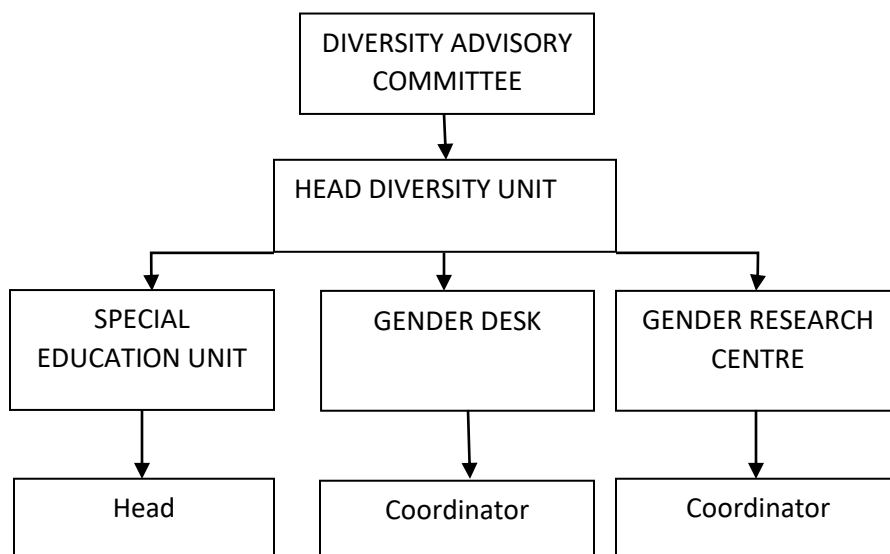 DIVERSITY ADVISORY
COMMITTEE
HEAD DIVERSITY UNIT
SPECIAL
EDUCATION UNIT
GENDER DESK
GENDER RESEARCH
CENTRE
Head
Coordinator
Coordinator